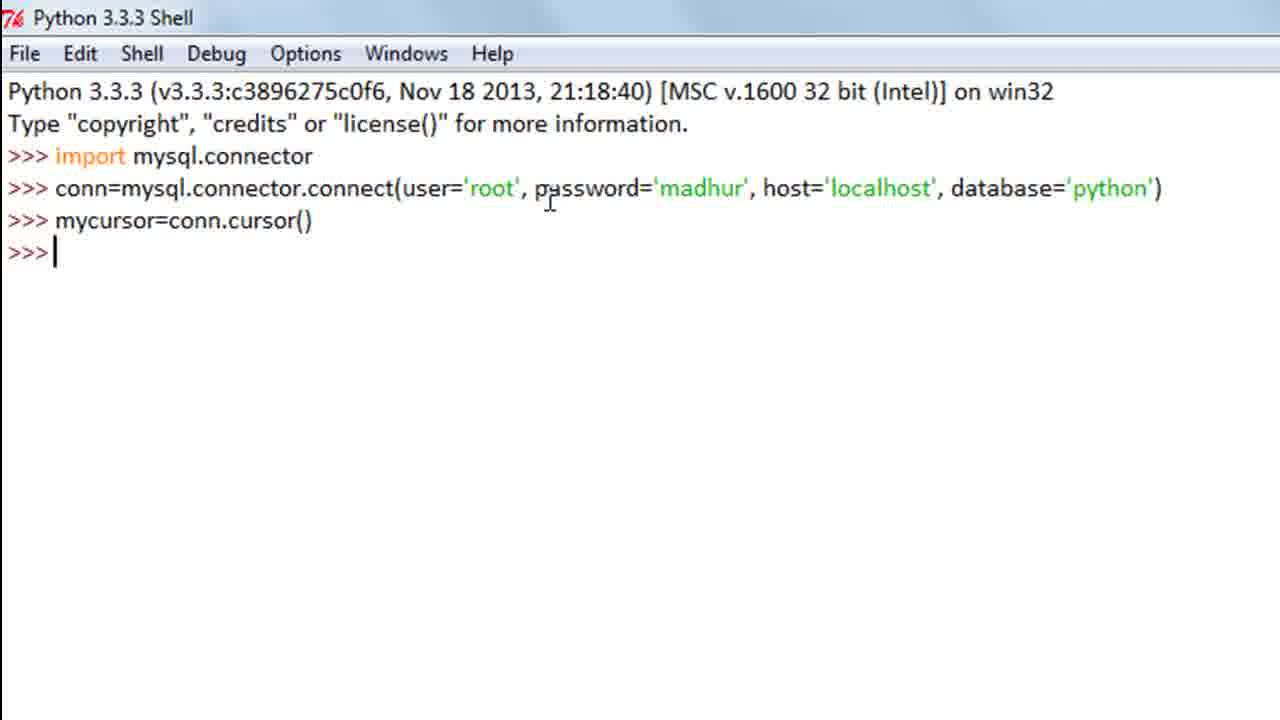 Python 3.3.3 Shell
File Edit Shell Debug Options Windows Help
Python 3.3.3 (v3.3.3:c3896275c0f6, Nov 18 2013, 21:18:40) [MSC v.1600 32 bit (Intel)] on win32
Type "copyright", "credits" or "license()" for more information.
>>> import mysql.connector
>>> conn=mysql.connector.connect(user='root', password='madhur', host='localhost', database='python')
>>> mycursor=conn.cursor()
>>>